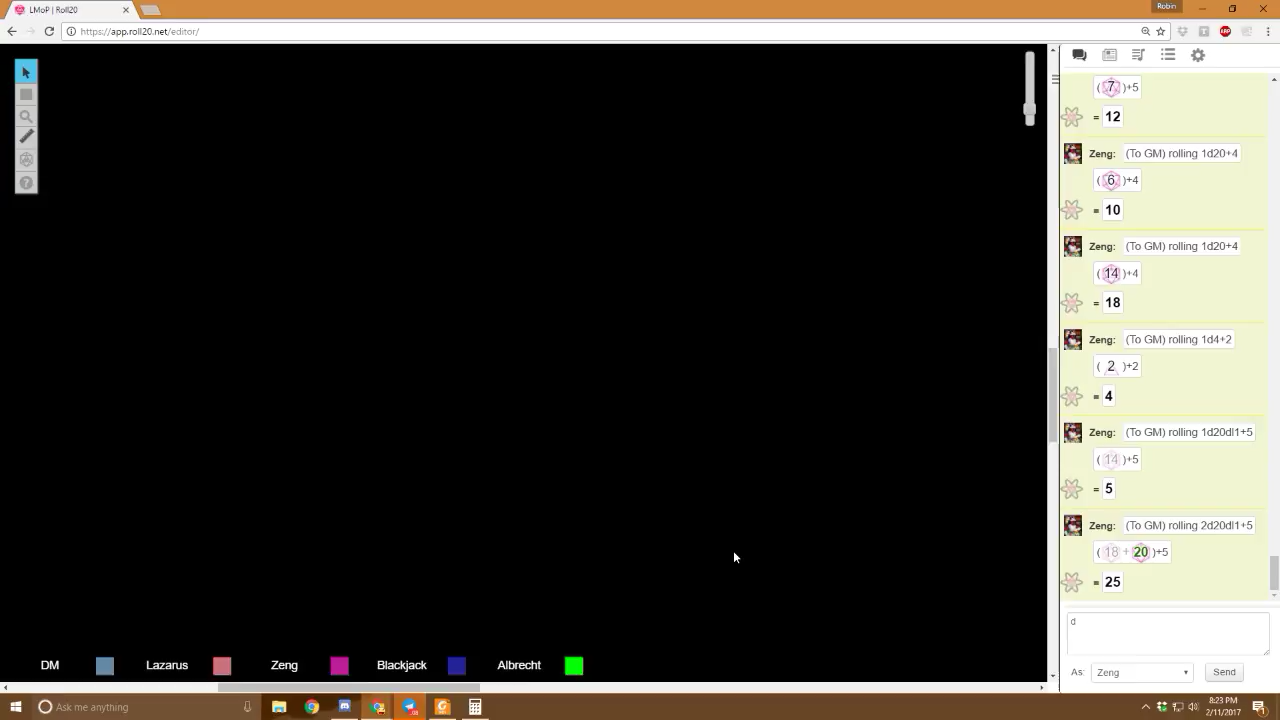 LMoP | Roll20
Robin
https://app.roll20.net/editor/
ABP
(7)+5
= 12
Zeng: (To GM) rolling 1d20+4
(6)+4
= 10
Zeng: (To GM) rolling 1d20+4
(14)+4
= 18
Zeng: (To GM) rolling 1d4+2
(2)+2
= 4
Zeng: (To GM) rolling 1d20dl1+5
(14)+5
= 5
Zeng: (To GM) rolling 2d20dl1+5
(18+20)+5
= 25
d
As: Zeng Send
DM Lazarus Zeng Blackjack Albrecht
Ask me anything
8:23 PM
2/11/2017